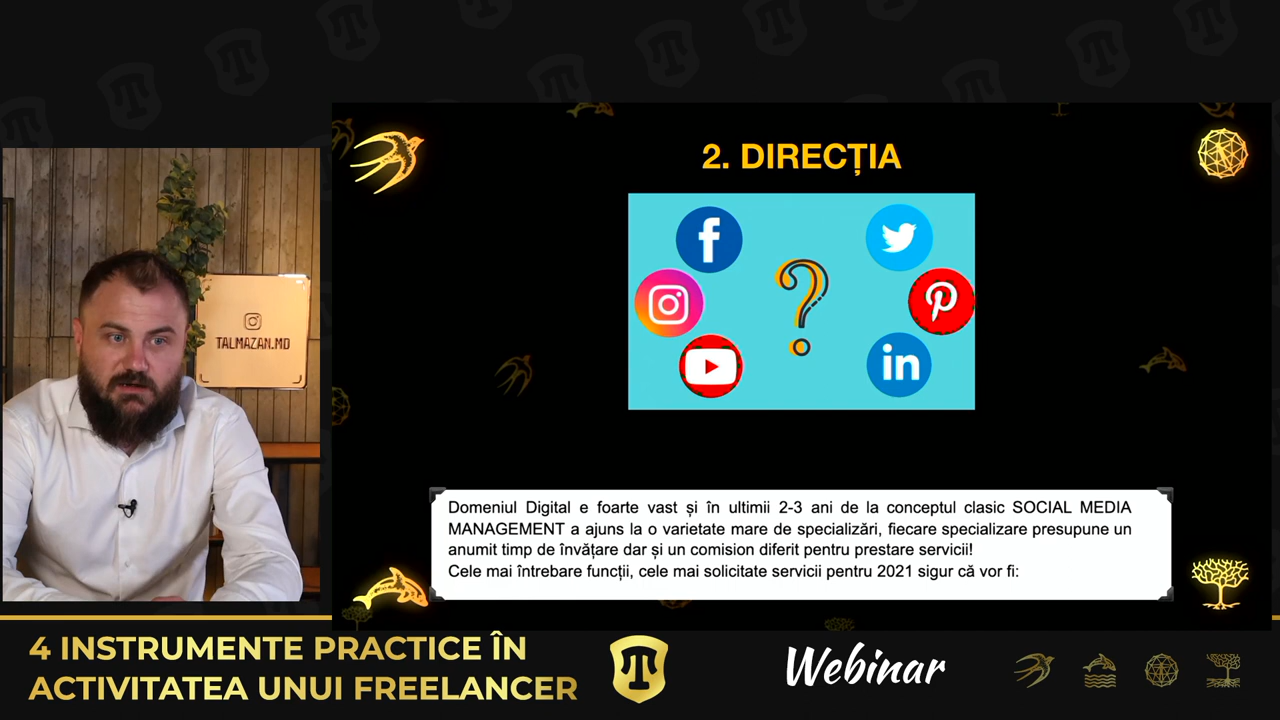 2. DIRECȚIA
TALMAZAN.MD
Domeniul Digital e foarte vast și în ultimii 2-3 ani de la conceptul clasic SOCIAL MEDIA
MANAGEMENT a ajuns la o varietate mare de specializări, fiecare specializare presupune un
anumit timp de învățare dar și un comision diferit pentru prestare servicii!
Cele mai întrebare funcții, cele mai solicitate servicii pentru 2021 sigur că vor fi:
4 INSTRUMENTE PRACTICE ÎN
ACTIVITATEA UNUI FREELANCER
Webinar